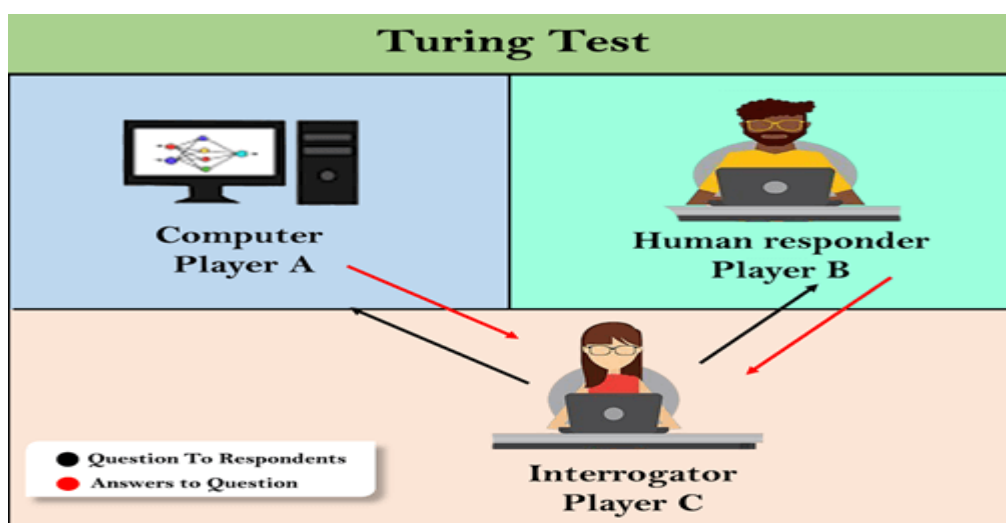 Turing Test
Computer
Player A
Human responder
Player B
Interrogator
Player C
Question To Respondents
Answers to Question